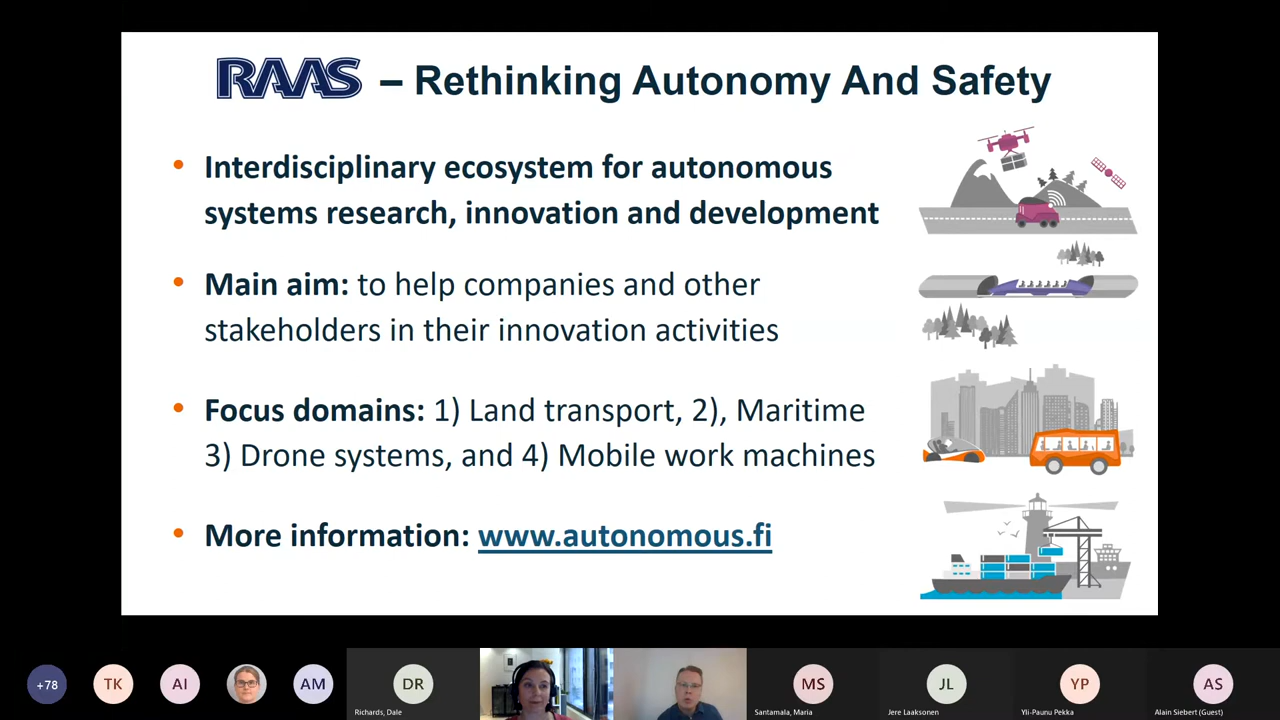 RAAS – Rethinking Autonomy And Safety
• Interdisciplinary ecosystem for autonomous
systems research, innovation and development
• Main aim: to help companies and other
stakeholders in their innovation activities
• Focus domains: 1) Land transport, 2), Maritime
3) Drone systems, and 4) Mobile work machines
• More information: www.autonomous.fi
+78
TK
AI
AM
DR
Richards, Dale
MS
Santamala, Maria
JL
Jere Laaksonen
YP
Yli-Paunu Pekka
AS
Alain Siebert (Guest)